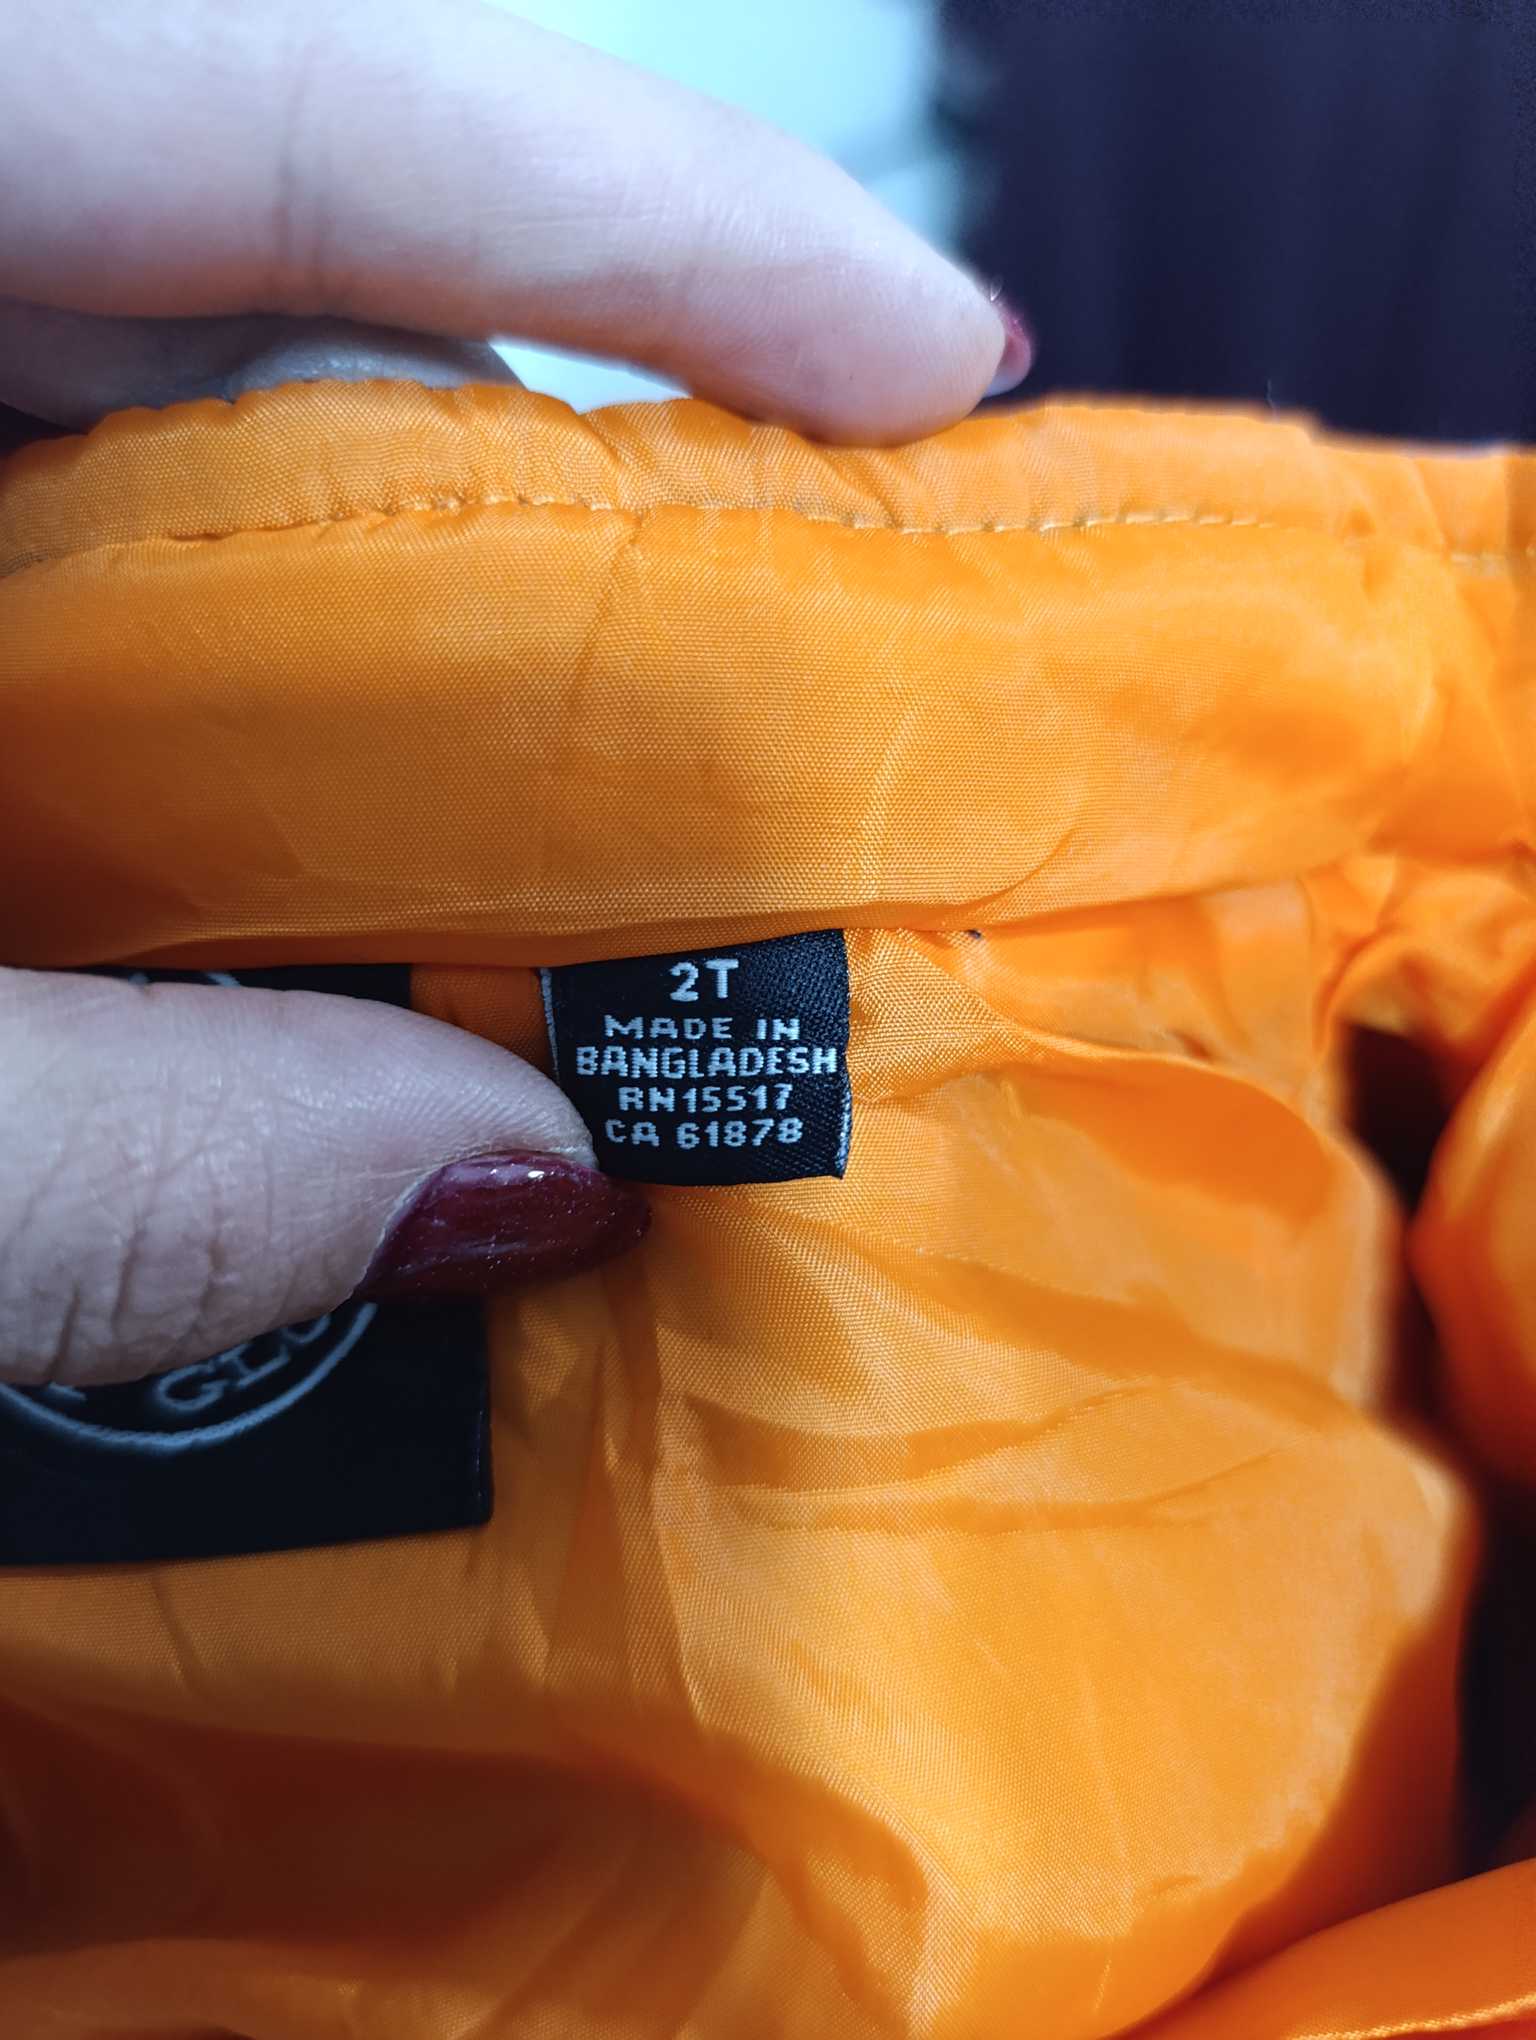 2T
MADE IN
BANGLADESH
RN15517
CA 61878